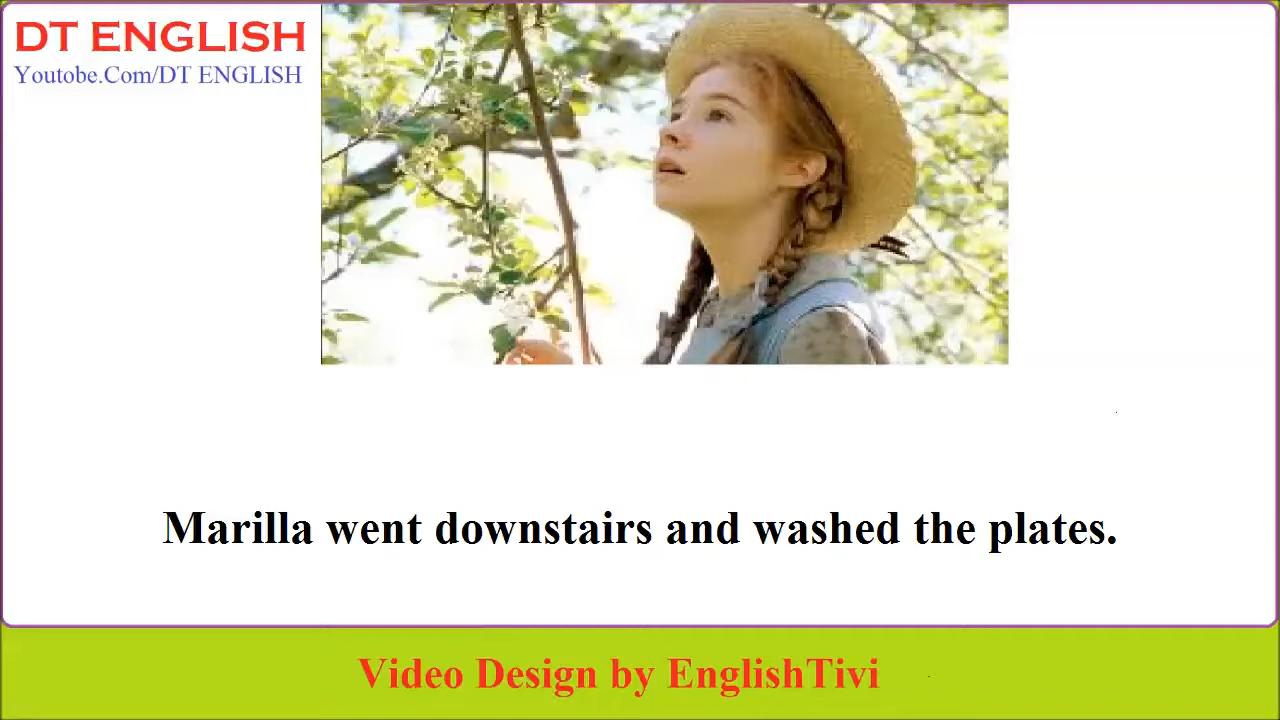 DT ENGLISH
Youtobe.Com/DT ENGLISH
Marilla went downstairs and washed the plates.
Video Design by EnglishTivi